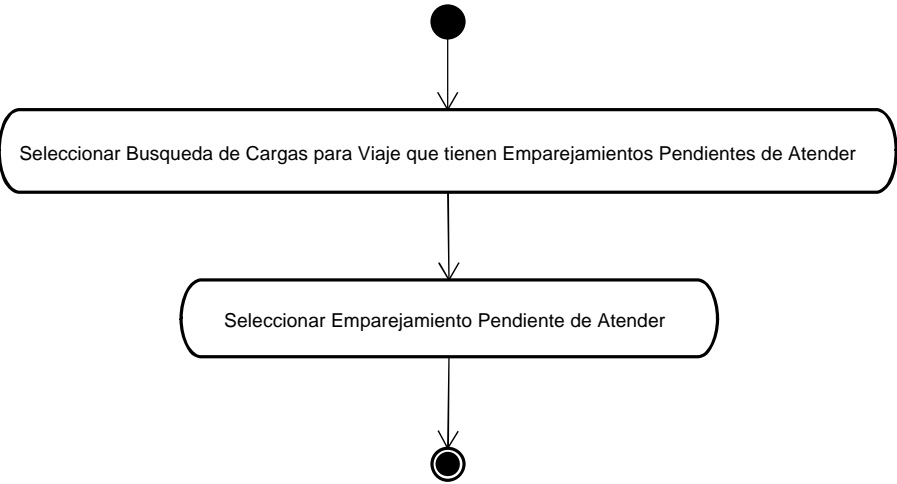 Seleccionar Busqueda de Cargas para Viaje que tienen Emparejamientos Pendientes de Atender
Seleccionar Emparejamiento Pendiente de Atender